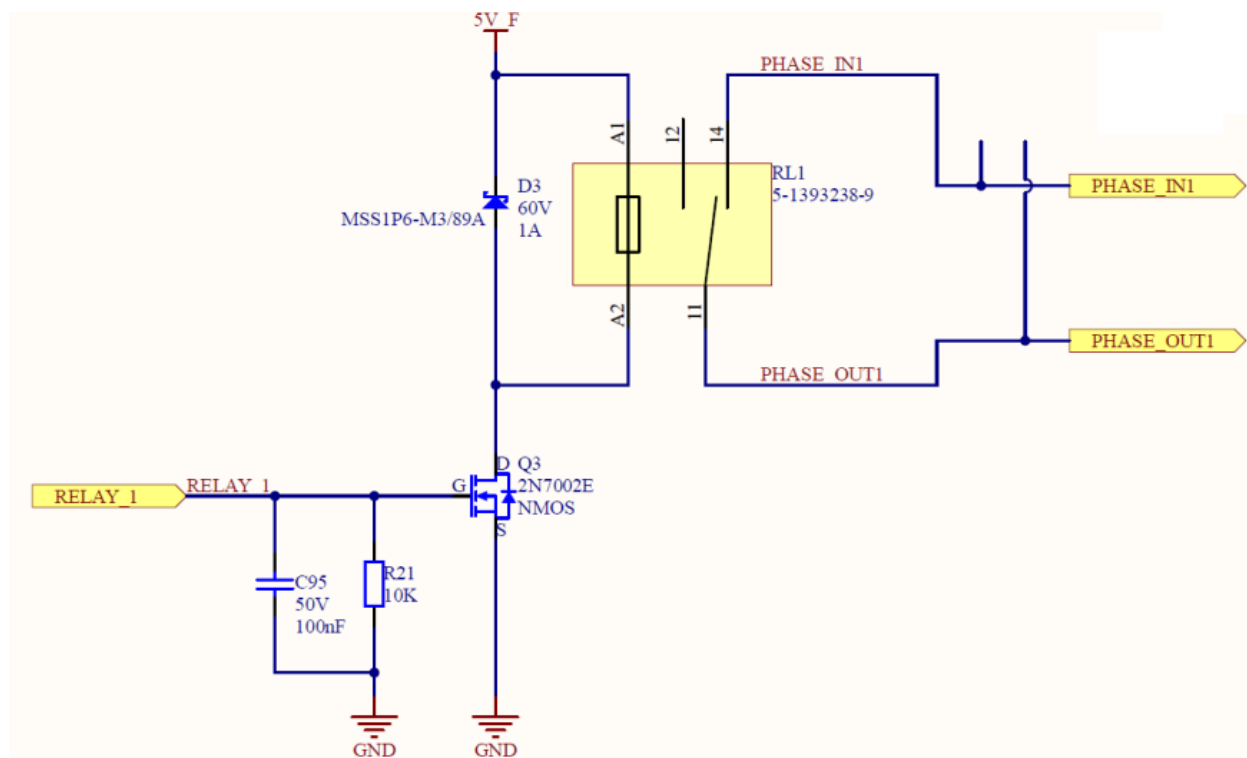 5V_F
PHASE_IN1
A1
12
14
RL1
5-1393238-9
PHASE_IN1
D3
60V
1A
MSS1P6-M3/89A
A2
11
PHASE_OUT1
PHASE_OUT1
D
Q3
G
2N7002E
NMOS
S
RELAY_1
RELAY_1
C95
50V
100nF
R21
10K
GND
GND